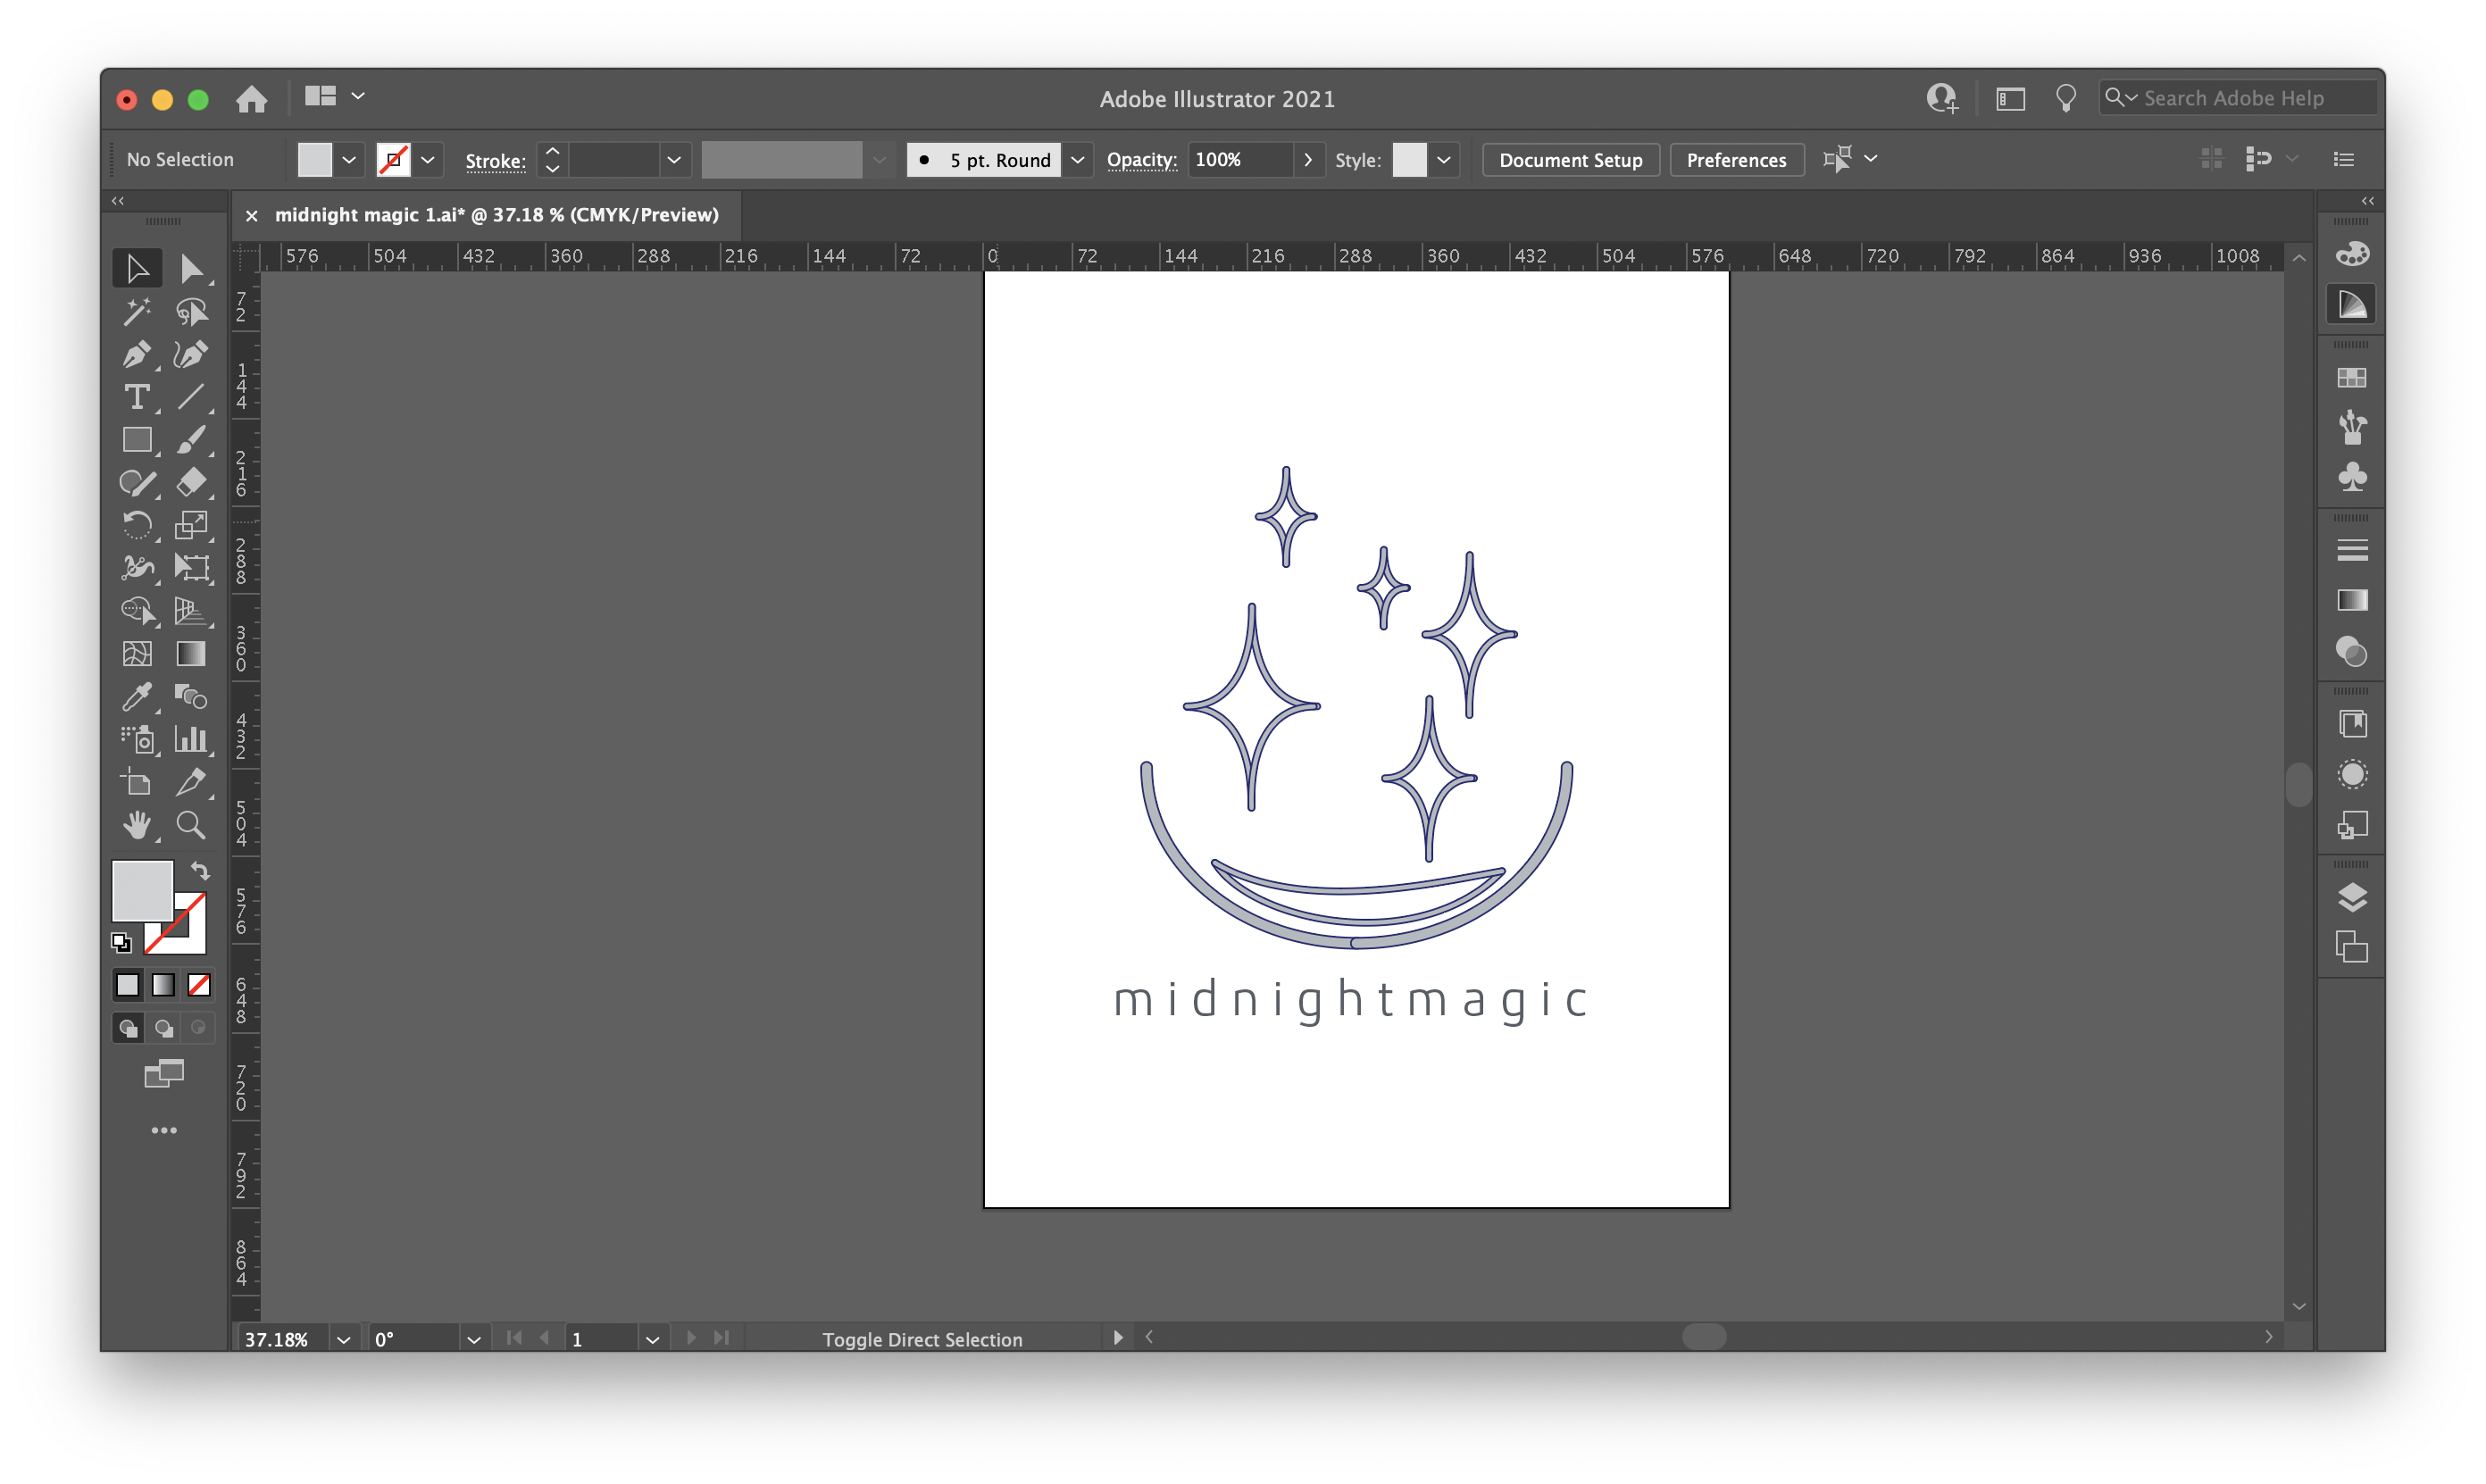 Adobe Illustrator 2021
Search Adobe Help
No Selection
Stroke:
5 pt. Round
Opacity: 100%
Style:
Document Setup
Preferences
× midnight magic 1.ai* @ 37.18 % (CMYK/Preview)
576 504 432 360 288 216 144 72 0 72 144 216 288 360 432 504 576 648 720 792 864 936 1008
72
144
216
288
360
432
504
576
648
720
792
864
midnightmagic
37.18% 0° 1 Toggle Direct Selection